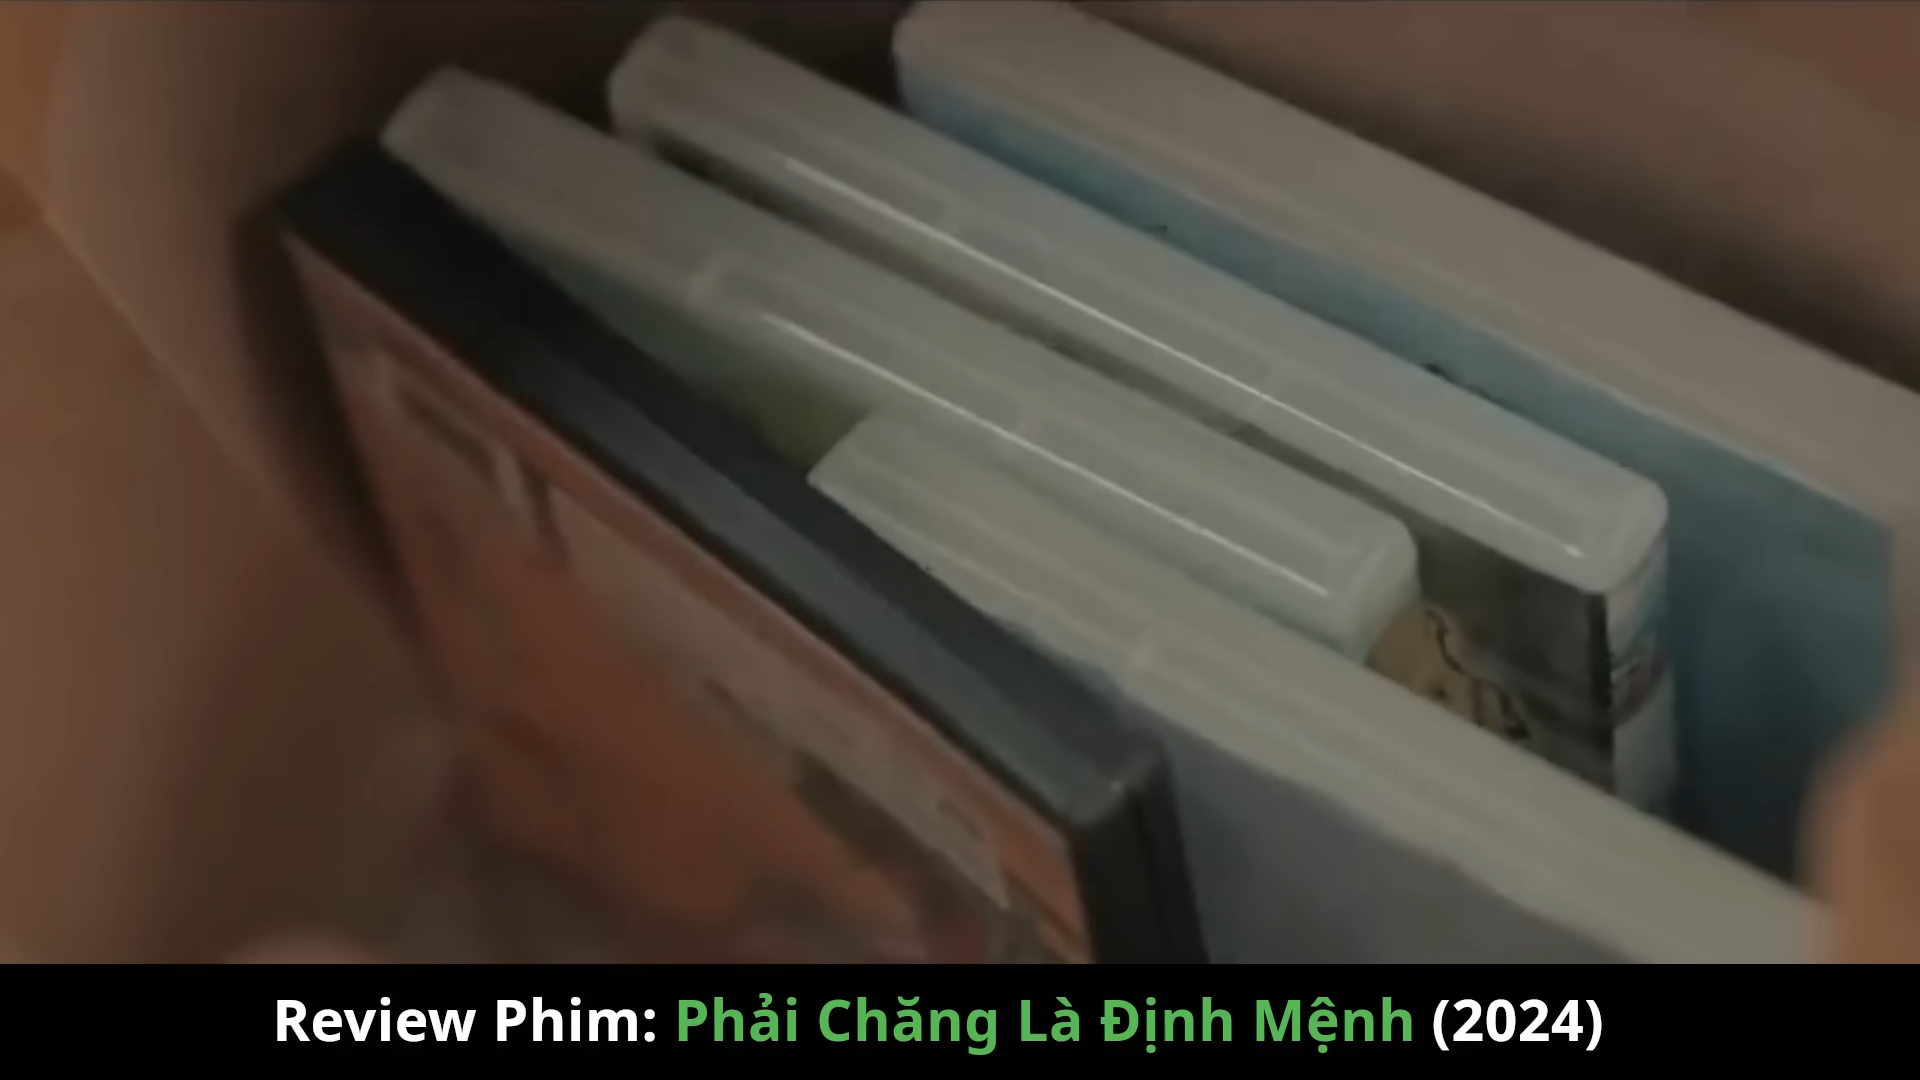 Review Phim: Phải Chăng Là Định Mệnh (2024)